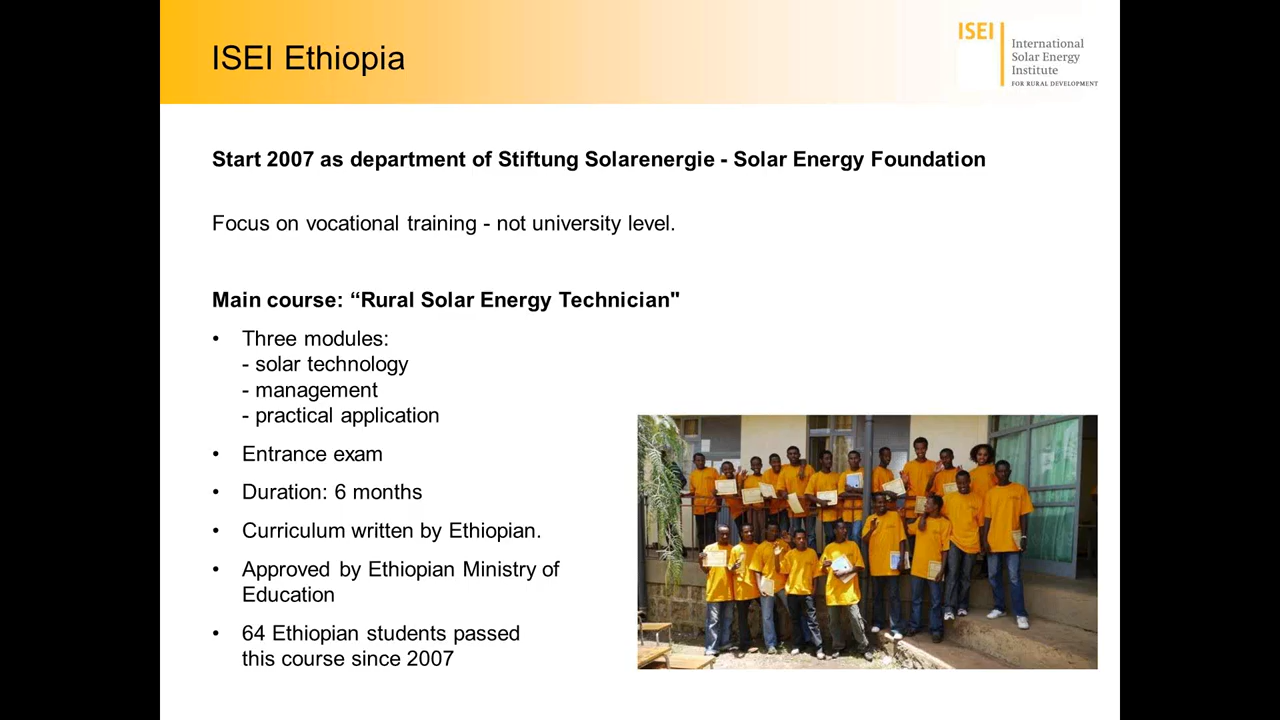 ISEI Ethiopia
ISEI
International
Solar Energy
Institute
FOR RURAL DEVELOPMENT
Start 2007 as department of Stiftung Solarenergie - Solar Energy Foundation
Focus on vocational training - not university level.
Main course: “Rural Solar Energy Technician"
• Three modules:
- solar technology
- management
- practical application
• Entrance exam
• Duration: 6 months
• Curriculum written by Ethiopian.
• Approved by Ethiopian Ministry of
Education
• 64 Ethiopian students passed
this course since 2007